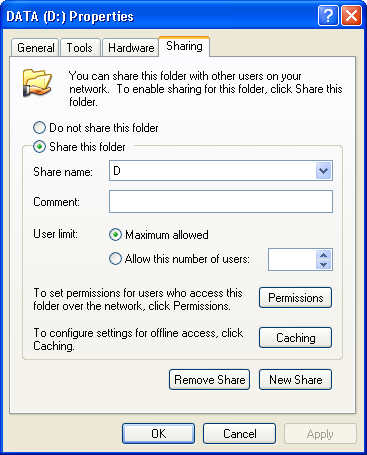 DATA (D:) Properties
General Tools Hardware Sharing
You can share this folder with other users on your
network. To enable sharing for this folder, click Share this
folder.
Do not share this folder
Share this folder
Share name: D
Comment:
User limit: Maximum allowed
Allow this number of users:
To set permissions for users who access this
folder over the network, click Permissions.
Permissions
To configure settings for offline access, click
Caching.
Caching
Remove Share New Share
OK Cancel Apply